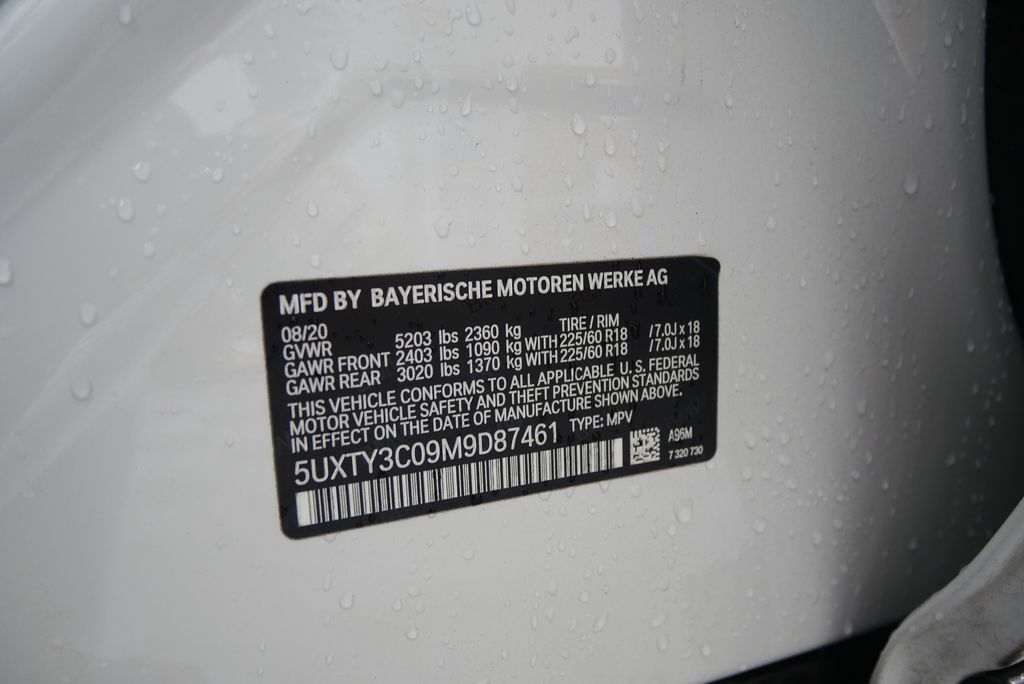 MFD BY BAYERISCHE MOTOREN WERKE AG
08/20 TIRE / RIM
GVWR 5203 lbs 2360 kg
GAWR FRONT 2403 lbs 1090 kg WITH 225/60 R18 / 7.0J x 18
GAWR REAR 3020 lbs 1370 kg WITH 225/60 R18 / 7.0J x 18
THIS VEHICLE CONFORMS TO ALL APPLICABLE U. S. FEDERAL
MOTOR VEHICLE SAFETY AND THEFT PREVENTION STANDARDS
IN EFFECT ON THE DATE OF MANUFACTURE SHOWN ABOVE.
5UXTY3C09M9D87461 TYPE: MPV
A96M
7 320 730